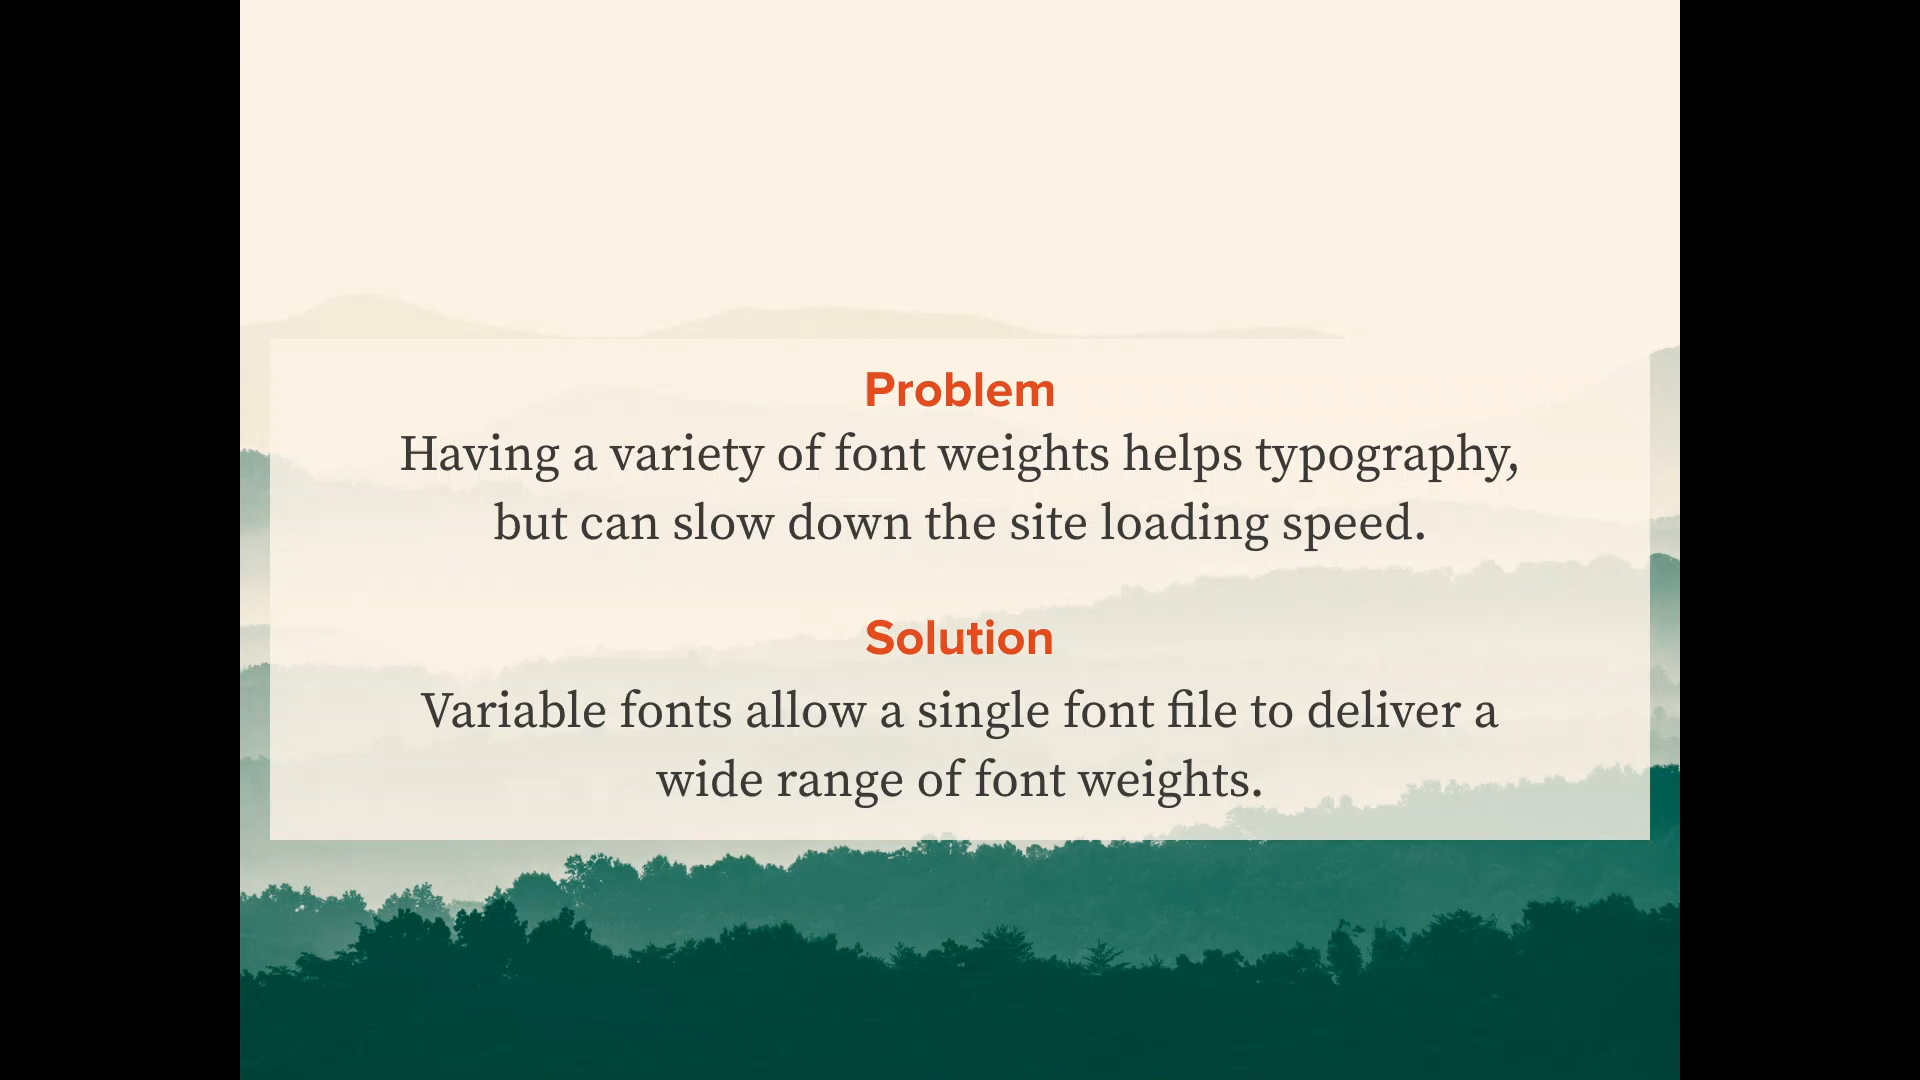 Problem
Having a variety of font weights helps typography,
but can slow down the site loading speed.
Solution
Variable fonts allow a single font file to deliver a
wide range of font weights.